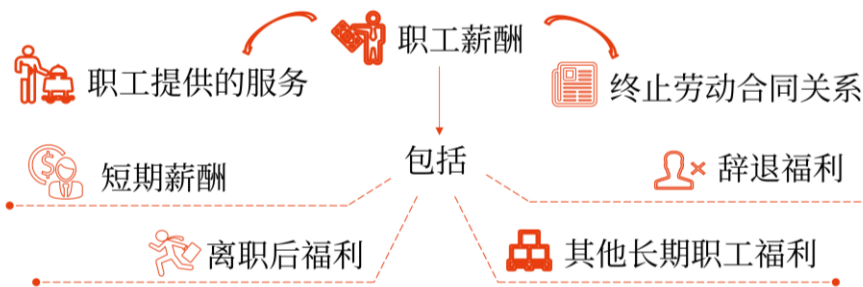 职工薪酬
职工提供的服务
终止劳动合同关系
包括
短期薪酬
辞退福利
离职后福利
其他长期职工福利